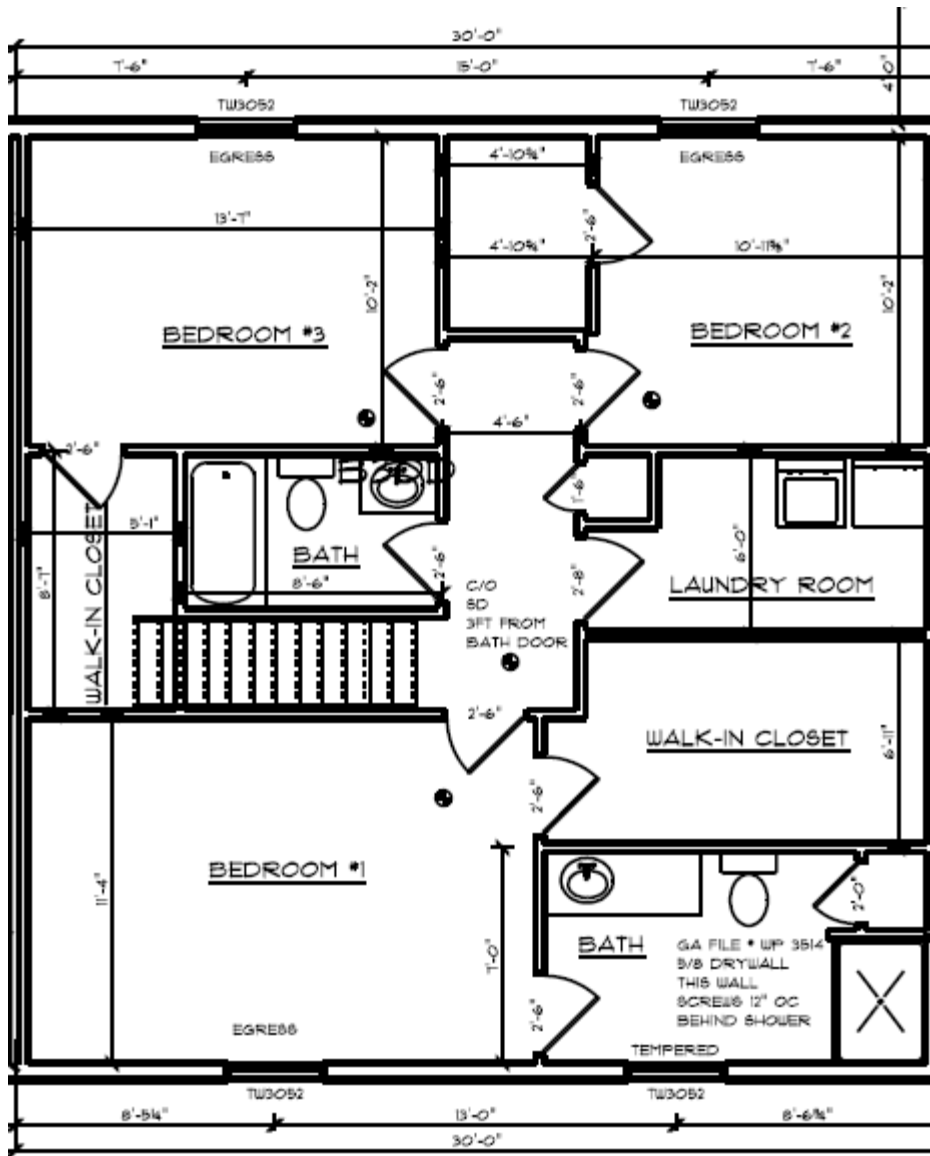 30'-0"
7'-6" 15'-0" 7'-6"
4'-0"
TW3052 TW3052
EGRESS EGRESS
4'-10¾"
13'-7"
2'-6"
4'-10¾"
10'-11⅜"
10'-2"
10'-2"
BEDROOM #3
BEDROOM #2
2'-6"
2'-6"
4'-6"
2'-6"
1'-6"
5'-1"
8'-7"
WALK-IN CLOSET
BATH
8'-6"
2'-6"
6'-0"
2'-8"
LAUNDRY ROOM
C/O
SD
3FT FROM
BATH DOOR
2'-6"
WALK-IN CLOSET
6'-11"
2'-6"
BEDROOM #1
11'-4"
7'-0"
2'-0"
BATH
GA FILE # WP 3514
5/8 DRYWALL
THIS WALL
SCREWS 12" OC
BEHIND SHOWER
2'-6"
EGRESS
TEMPERED
TW3052 TW3052
8'-5¼" 13'-0" 8'-6¾"
30'-0"